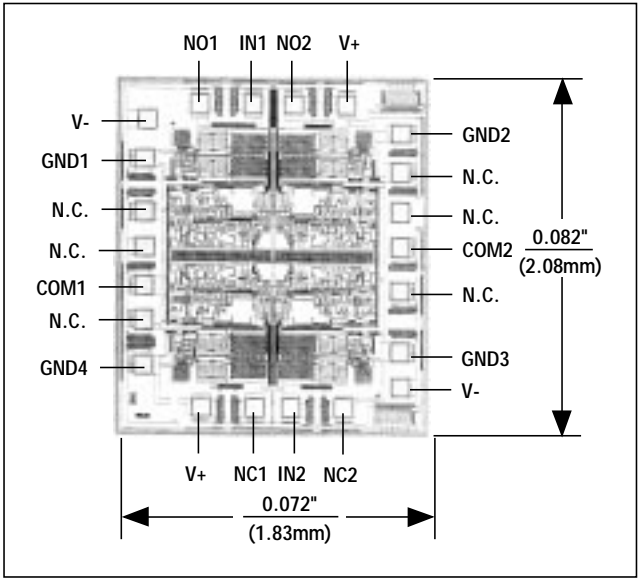 NO1 IN1 NO2 V+
V-
GND1
N.C.
N.C.
COM1
N.C.
GND4
GND2
N.C.
N.C.
COM2
N.C.
GND3
V-
0.082"
(2.08mm)
V+ NC1 IN2 NC2
0.072"
(1.83mm)